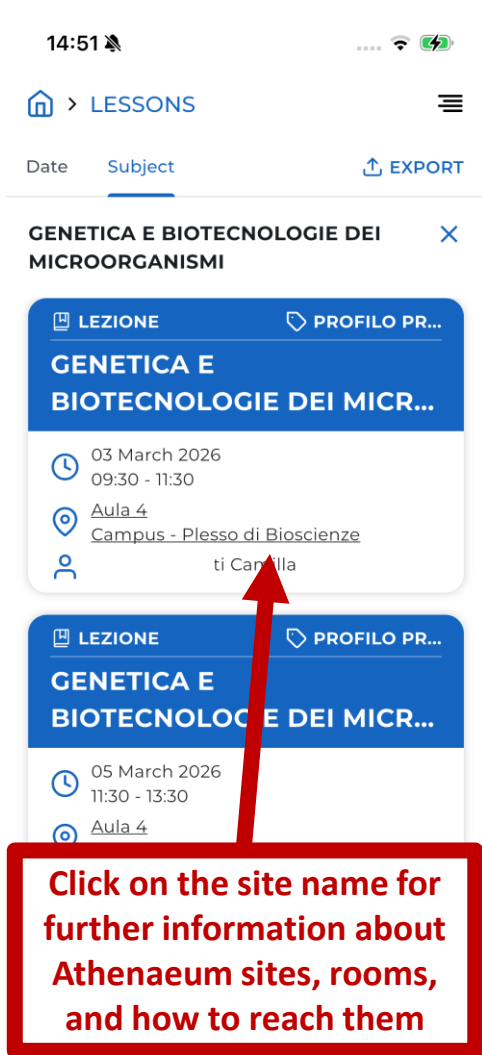 14:51
> LESSONS
Date Subject EXPORT
GENETICA E BIOTECNOLOGIE DEI
MICROORGANISMI
LEZIONE PROFILO PR...
GENETICA E
BIOTECNOLOGIE DEI MICR...
03 March 2026
09:30 - 11:30
Aula 4
Campus - Plesso di Bioscienze
ti
LEZIONE PROFILO PR...
GENETICA E
BIOTECNOLOGIE DEI MICR...
05 March 2026
11:30 - 13:30
Aula 4
Click on the site name for
further information about
Athenaeum sites, rooms,
and how to reach them